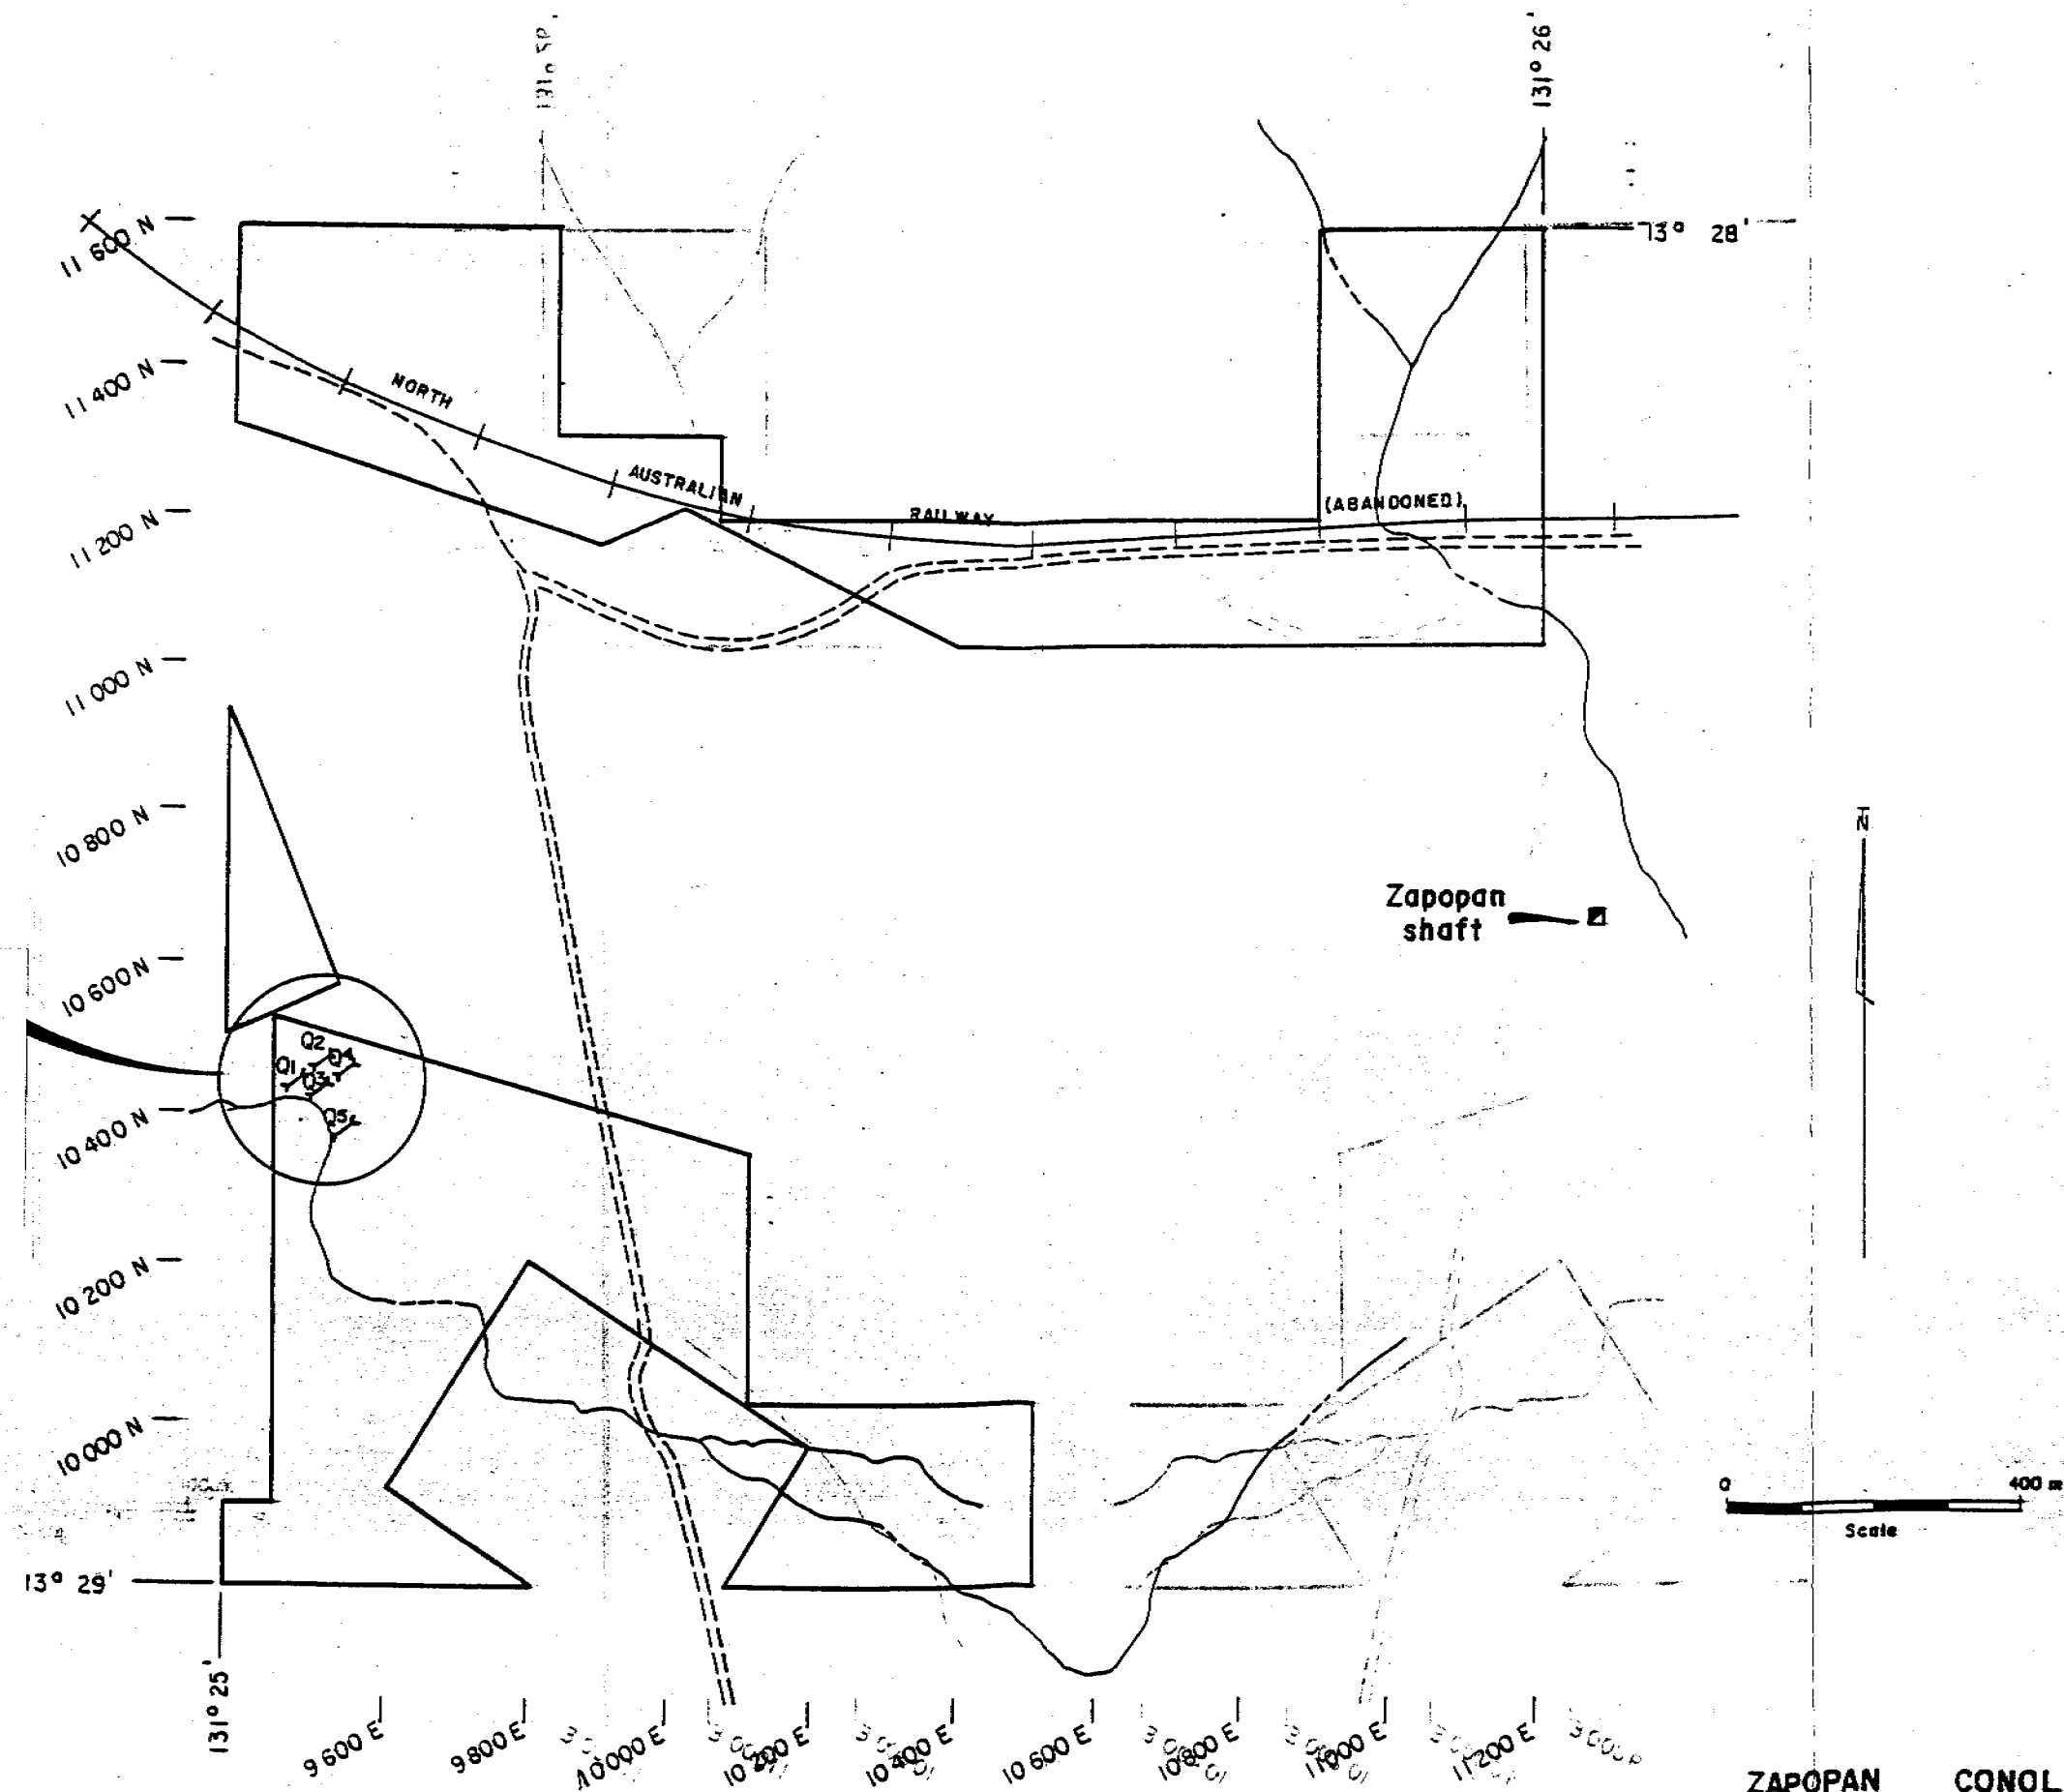 131° 26'
11 600 N
13° 28'
11 400 N
NORTH
AUSTRALIAN
RAILWAY
(ABANDONED)
11 200 N
11 000 N
10 800 N
N
Zapopan
shaft
10 600 N
Q2
Q4
Q1
Q3
10 400 N
Q5
10 200 N
10 000 N
0
400 m
Scale
13° 29'
131° 25'
9 600 E
9 800 E
10 000 E
10 200 E
10 400 E
10 600 E
10 800 E
11 000 E
11 200 E
ZAPOPAN CONOL